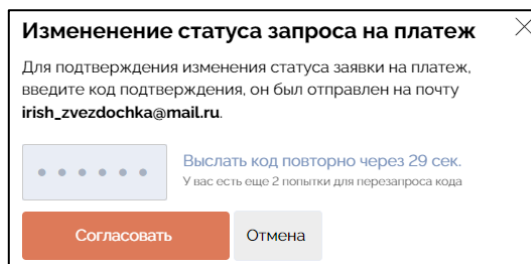 Измененение статуса запроса на платеж
Для подтверждения изменения статуса заявки на платеж,
введите код подтверждения, он был отправлен на почту
irish_zvezdochka@mail.ru.
Выслать код повторно через 29 сек.
У вас есть еще 2 попытки для перезапроса кода
Согласовать
Отмена